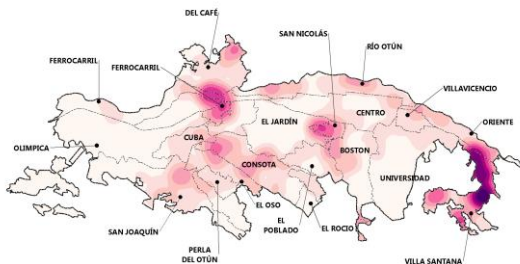 DEL CAFÉ
SAN NICOLÁS
RÍO OTÚN
FERROCARRIL
FERROCARRIL
VILLAVICENCIO
CENTRO
EL JARDÍN
ORIENTE
CUBA
OLIMPICA
BOSTON
CONSOTA
UNIVERSIDAD
EL OSO
SAN JOAQUÍN
EL
POBLADO
EL ROCIO
PERLA
DEL OTÚN
VILLA SANTANA